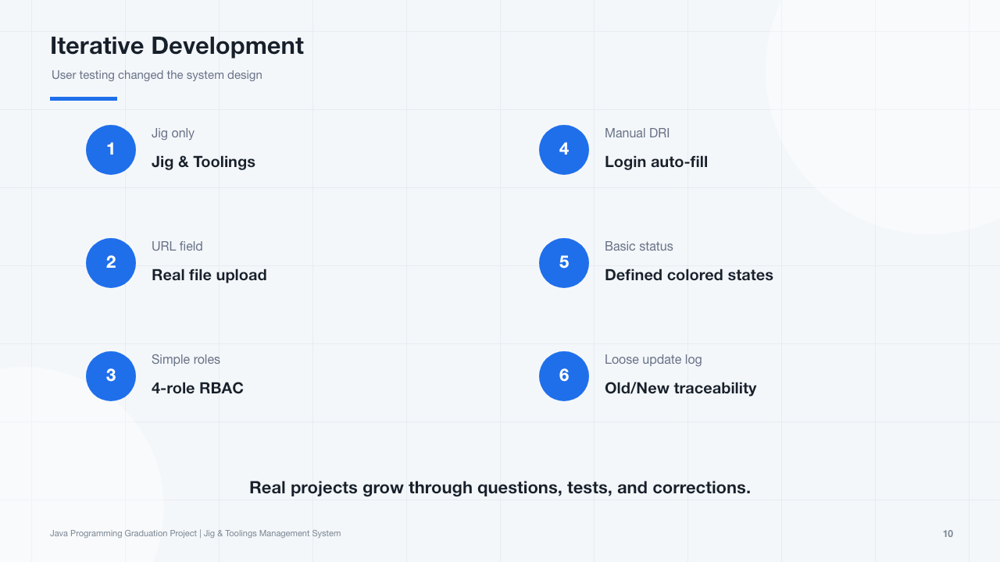 Iterative Development
User testing changed the system design
1
Jig only
Jig & Toolings
2
URL field
Real file upload
3
Simple roles
4-role RBAC
4
Manual DRI
Login auto-fill
5
Basic status
Defined colored states
6
Loose update log
Old/New traceability
Real projects grow through questions, tests, and corrections.
Java Programming Graduation Project | Jig & Toolings Management System
10